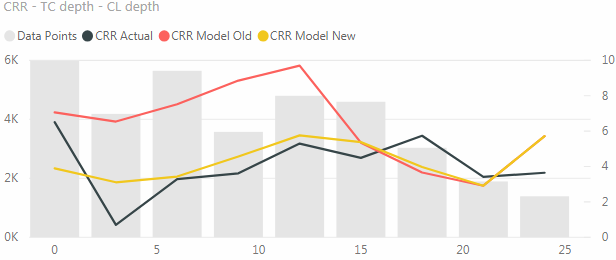 CRR - TC depth - CL depth
Data Points CRR Actual CRR Model Old CRR Model New
6K 10
8
4K
6
4
2K
2
0K 0
0 5 10 15 20 25